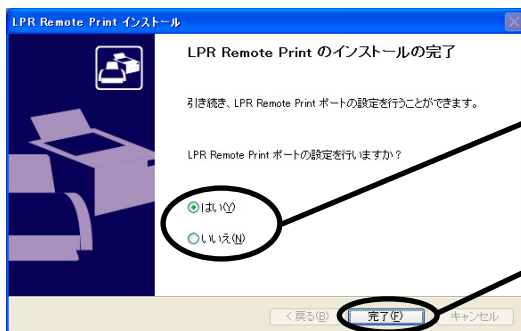 LPR Remote Print インストール
LPR Remote Print のインストールの完了
引き続き、LPR Remote Print ポートの設定を行うことができます。
LPR Remote Print ポートの設定を行いますか？
はい(Y)
いいえ(N)
< 戻る(B)
完了(F)
キャンセル